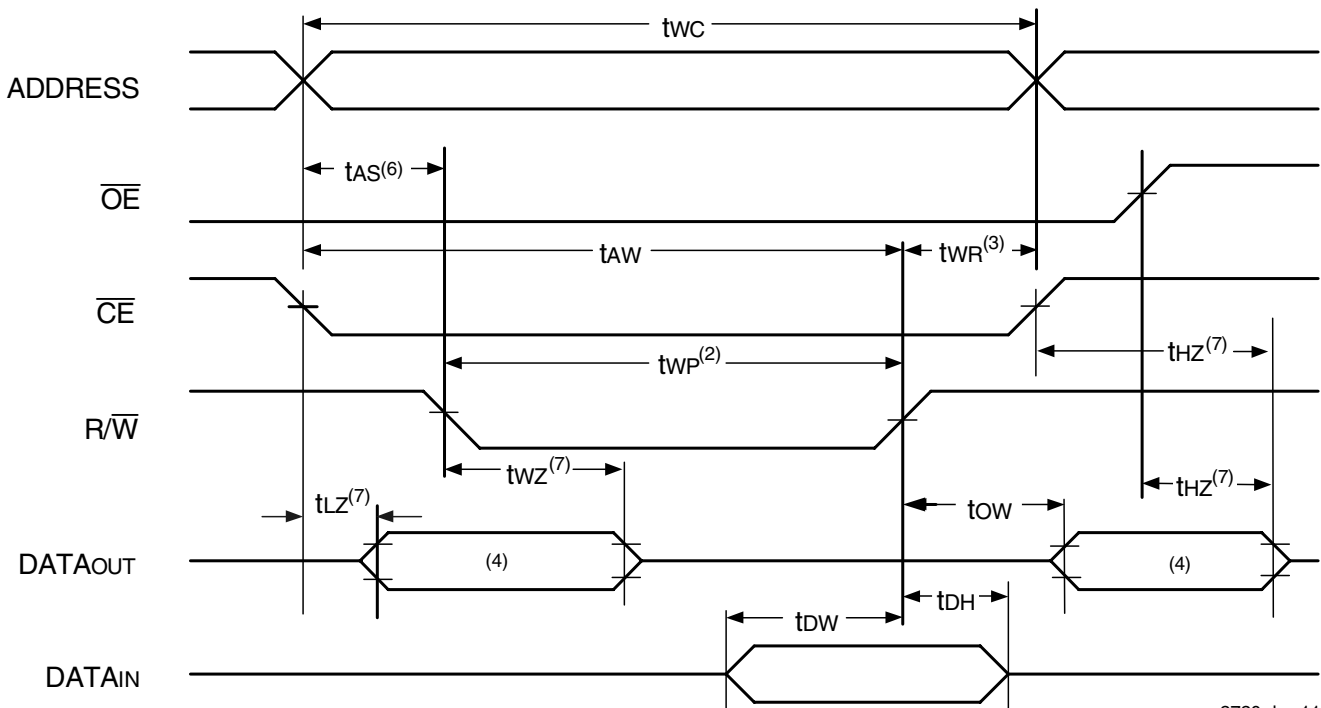 tWC
ADDRESS
tAS(6)
OE
tAW
tWR(3)
CE
tWP(2)
tHZ(7)
R/W
tWZ(7)
tLZ(7)
tHZ(7)
tOW
DATAOUT
(4)
(4)
tDH
tDW
DATAIN